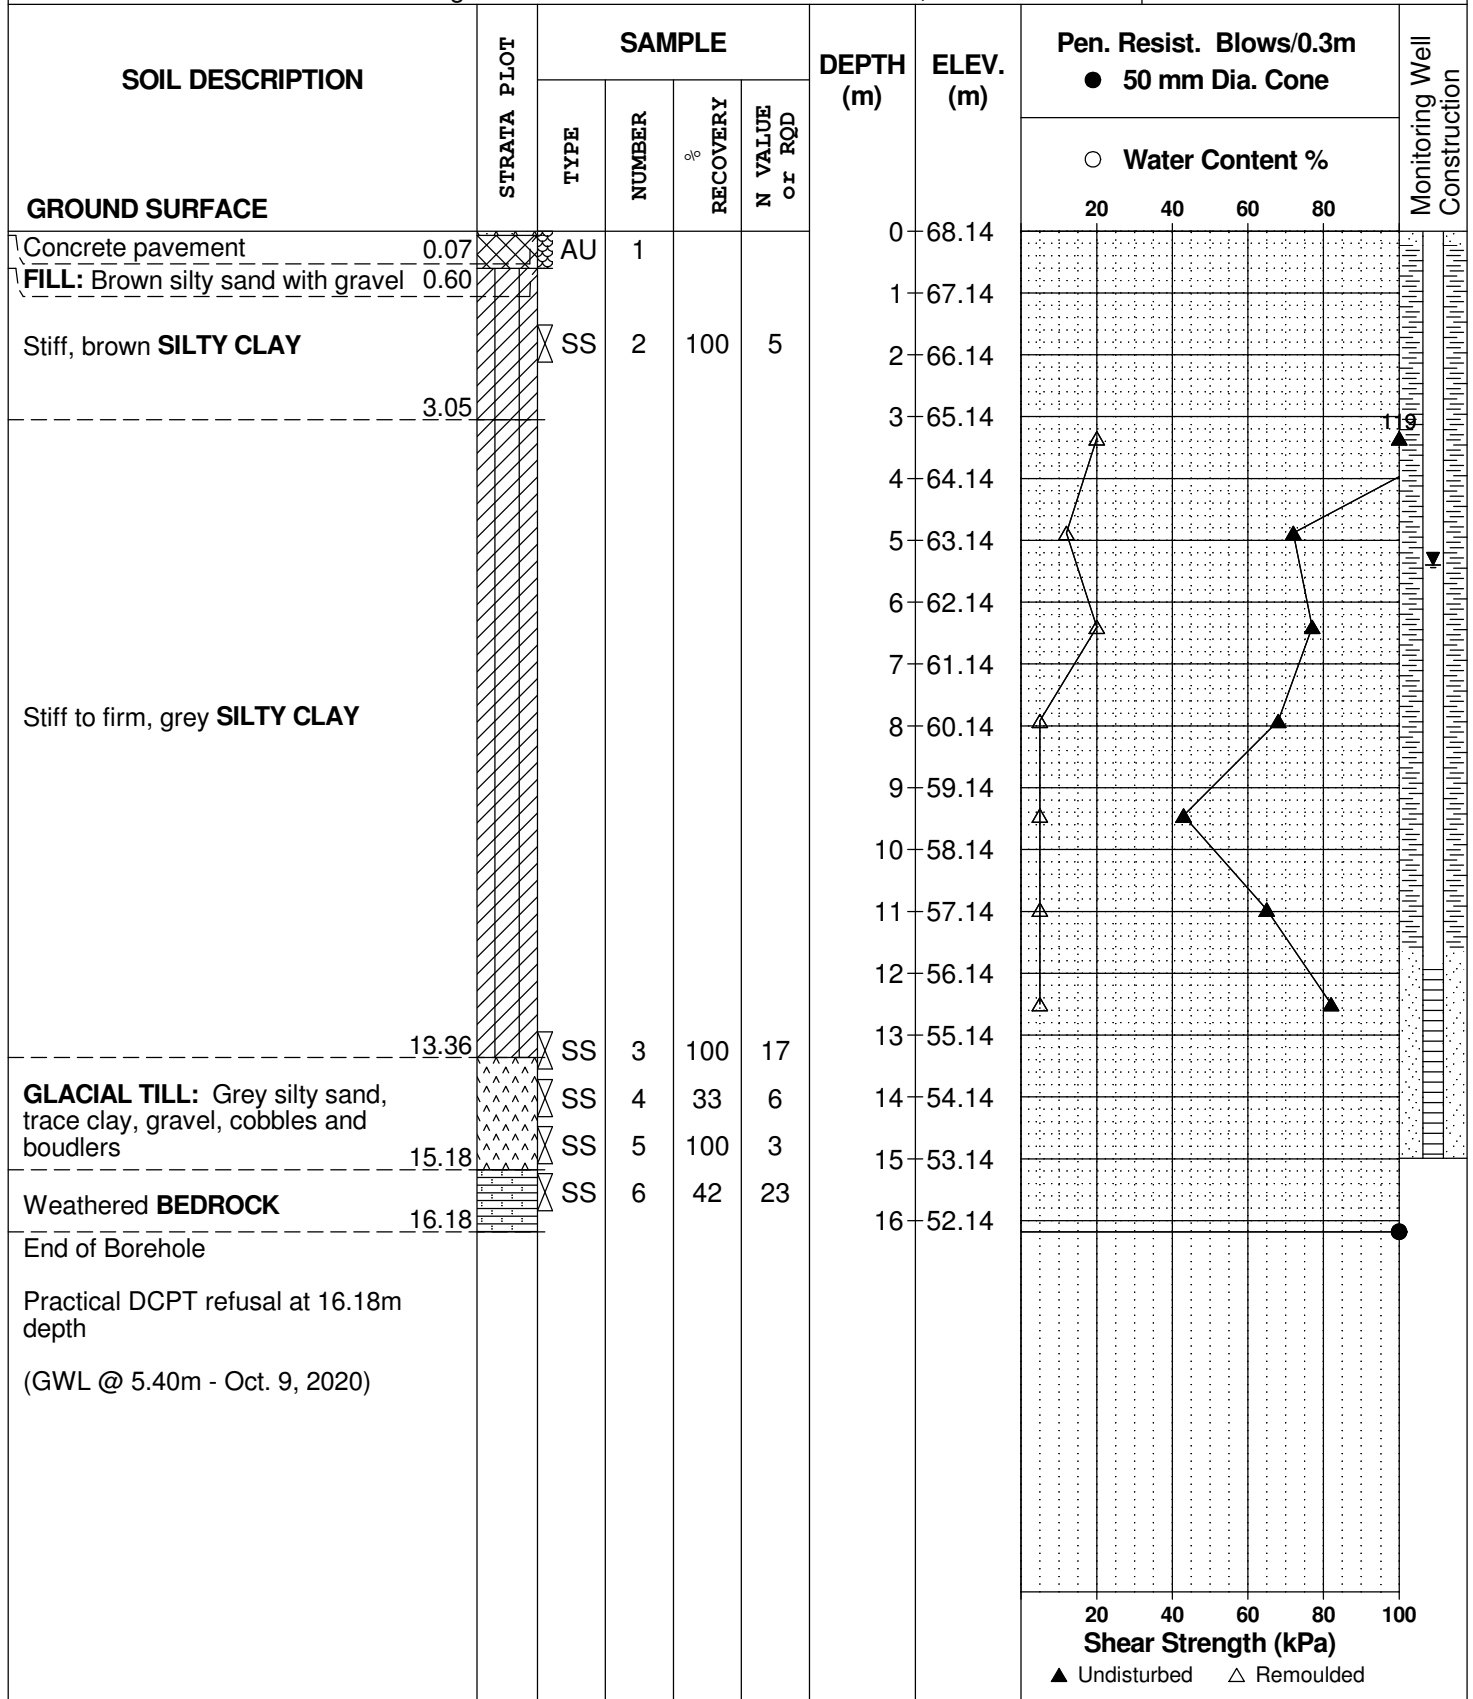 SOIL DESCRIPTION
GROUND SURFACE
STRATA PLOT
SAMPLE
TYPE
NUMBER
%
RECOVERY
N VALUE
or RQD
DEPTH
(m)
ELEV.
(m)
Pen. Resist. Blows/0.3m
● 50 mm Dia. Cone
○ Water Content %
20 40 60 80
Monitoring Well
Construction
Concrete pavement 0.07
FILL: Brown silty sand with gravel 0.60
Stiff, brown SILTY CLAY
3.05
Stiff to firm, grey SILTY CLAY
13.36
GLACIAL TILL: Grey silty sand,
trace clay, gravel, cobbles and
boudlers
15.18
Weathered BEDROCK
16.18
End of Borehole
Practical DCPT refusal at 16.18m
depth
(GWL @ 5.40m - Oct. 9, 2020)
AU 1
SS 2 100 5
SS 3 100 17
SS 4 33 6
SS 5 100 3
SS 6 42 23
0 68.14
1 67.14
2 66.14
3 65.14
4 64.14
5 63.14
6 62.14
7 61.14
8 60.14
9 59.14
10 58.14
11 57.14
12 56.14
13 55.14
14 54.14
15 53.14
16 52.14
119
20 40 60 80 100
Shear Strength (kPa)
▲ Undisturbed △ Remoulded